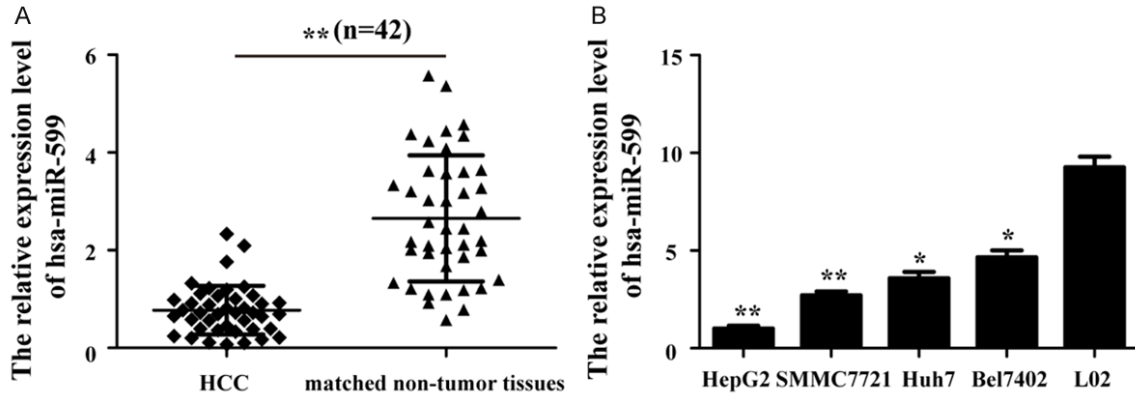 A
The relative expression level
of hsa-miR-599
** (n=42)
6
4
2
0
HCC
matched non-tumor tissues
B
The relative expression level
of hsa-miR-599
15
10
5
0
**
**
*
*
HepG2 SMMC7721 Huh7 Bel7402 L02